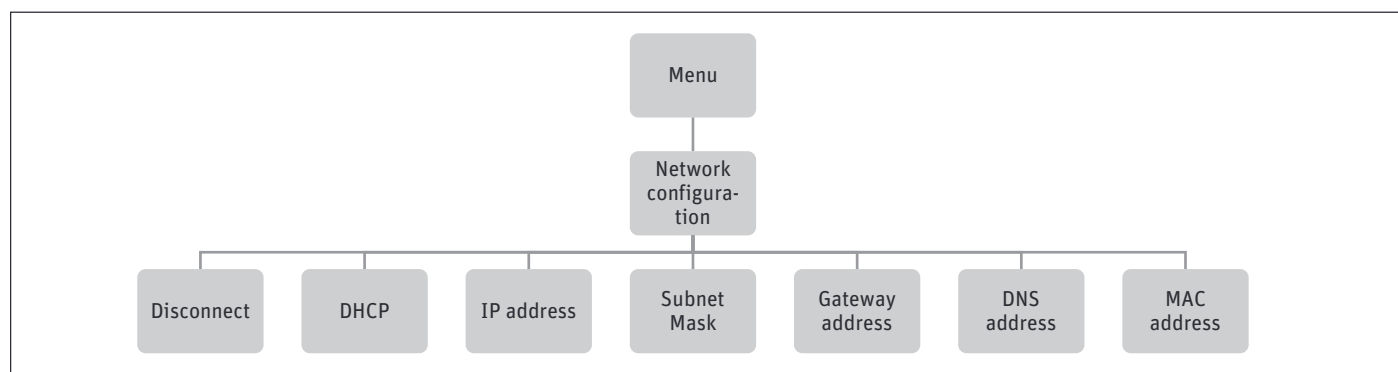 Menu
Network
configura-
tion
Disconnect
DHCP
IP address
Subnet
Mask
Gateway
address
DNS
address
MAC
address